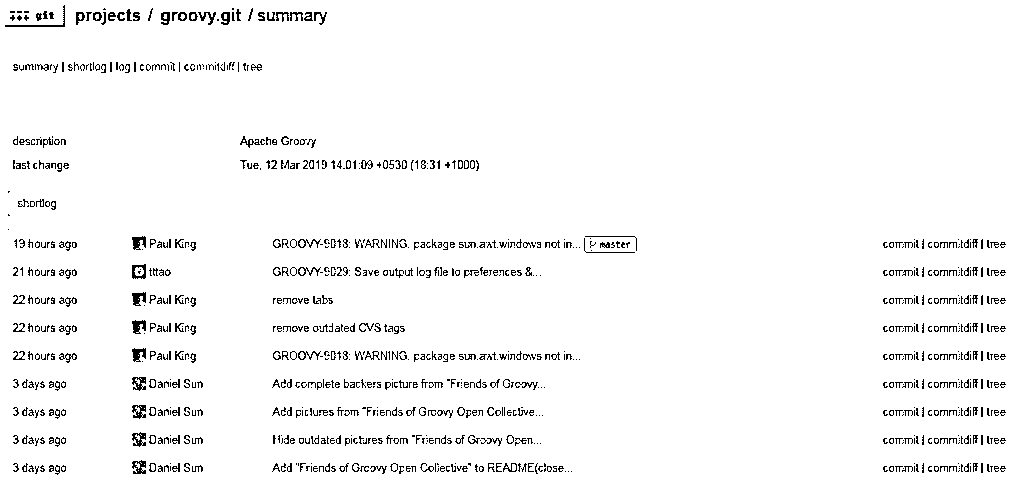 git projects / groovy.git / summary
summary | shortlog | log | commit | commitdiff | tree
description Apache Groovy
last change Tue, 12 Mar 2019 14:01:09 +0530 (18:31 +1000)
shortlog
19 hours ago Paul King GROOVY-9018: WARNING: package sun.awt.windows not in... master commit | commitdiff | tree
21 hours ago tttao GROOVY-9029: Save output log file to preferences &... commit | commitdiff | tree
22 hours ago Paul King remove tabs commit | commitdiff | tree
22 hours ago Paul King remove outdated CVS tags commit | commitdiff | tree
22 hours ago Paul King GROOVY-9018: WARNING: package sun.awt.windows not in... commit | commitdiff | tree
3 days ago Daniel Sun Add complete backers picture from "Friends of Groovy... commit | commitdiff | tree
3 days ago Daniel Sun Add pictures from "Friends of Groovy Open Collective... commit | commitdiff | tree
3 days ago Daniel Sun Hide outdated pictures from "Friends of Groovy Open... commit | commitdiff | tree
3 days ago Daniel Sun Add "Friends of Groovy Open Collective" to README(close... commit | commitdiff | tree